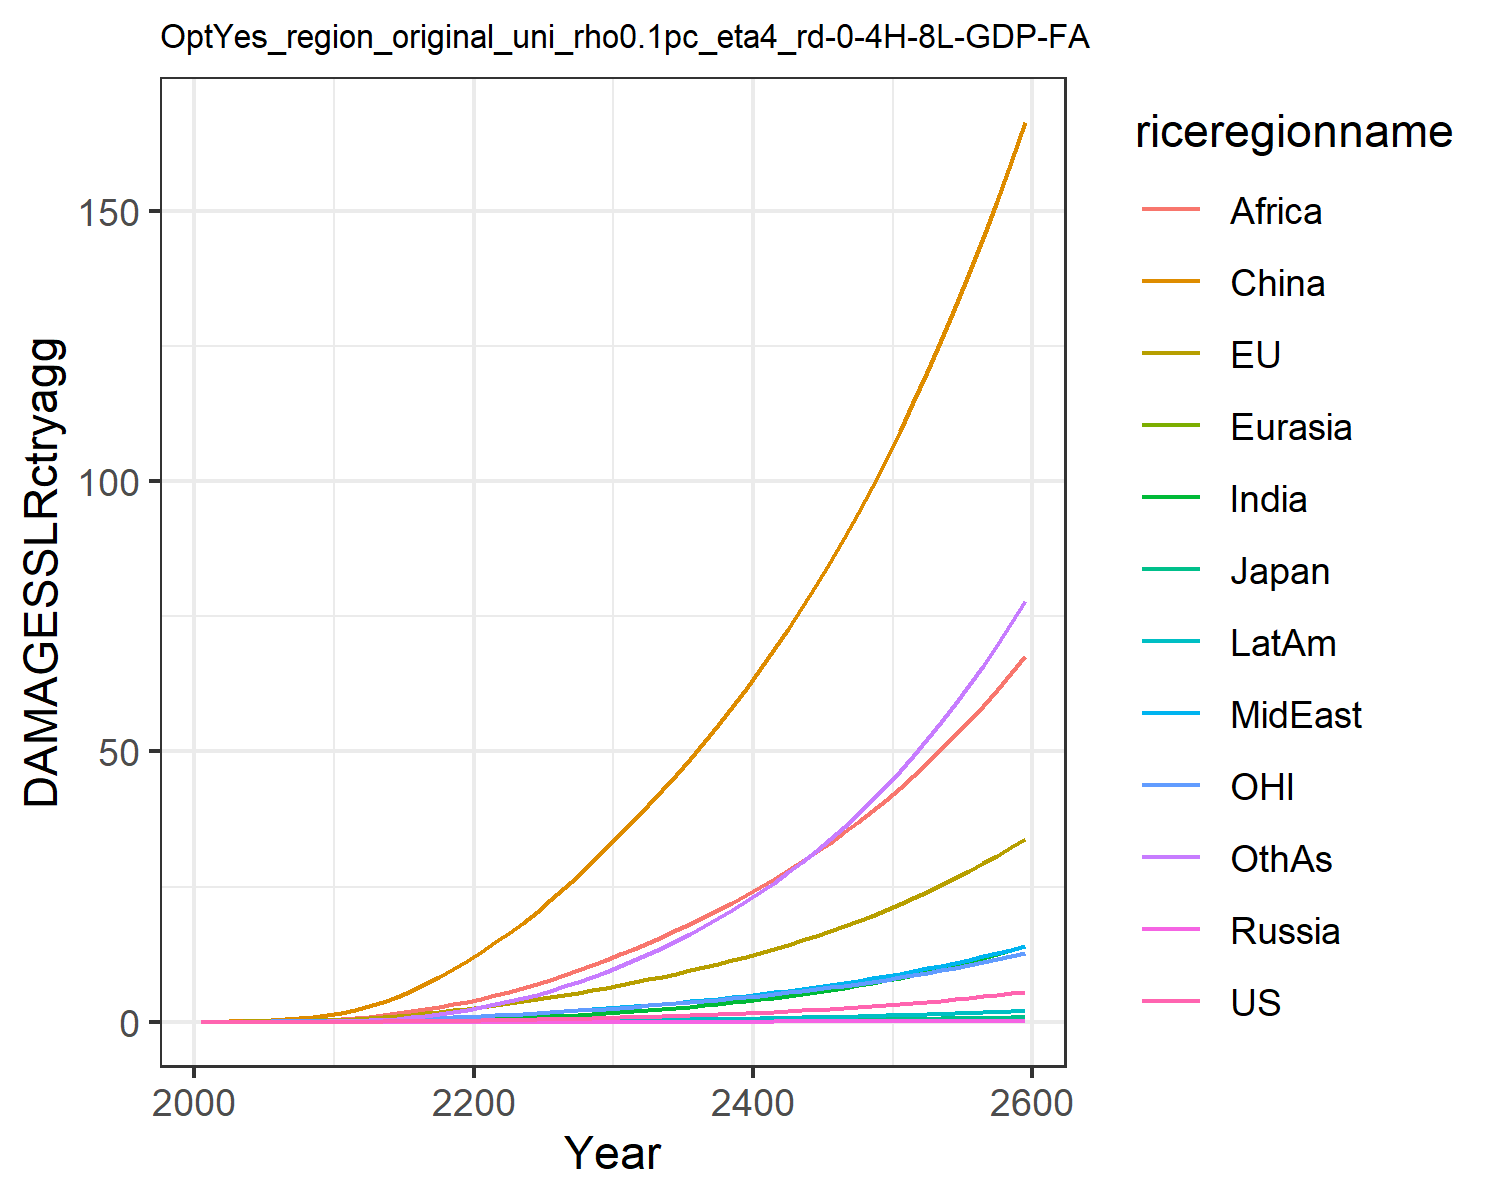 OptYes_region_original_uni_rho0.1pc_eta4_rd-0-4H-8L-GDP-FA
DAMAGESSLRctryagg
150
100
50
0
2000
2200
2400
2600
Year
riceregionname
Africa
China
EU
Eurasia
India
Japan
LatAm
MidEast
OHI
OthAs
Russia
US